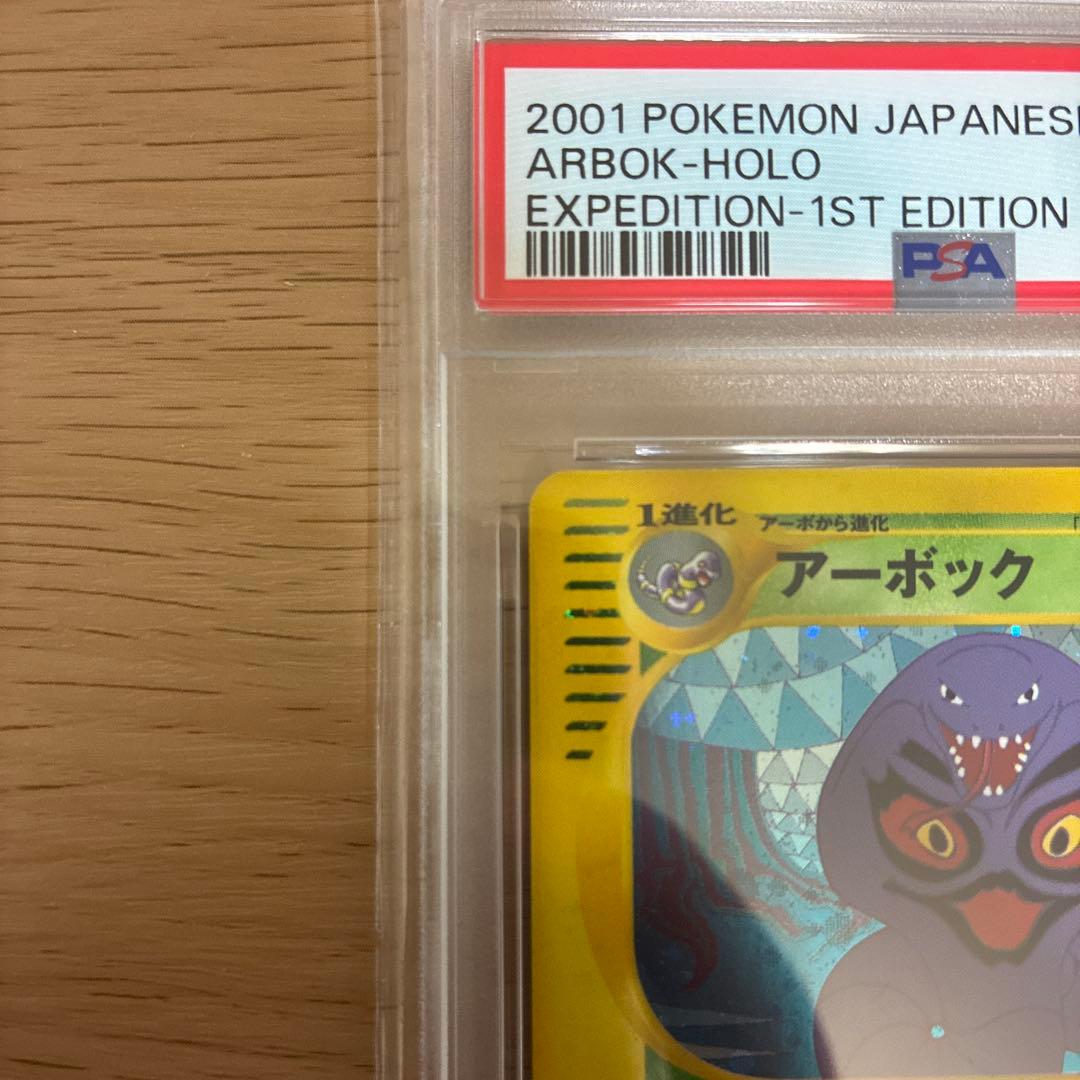 2001 POKEMON JAPANES
ARBOK-HOLO
EXPEDITION-1ST EDITION
PSA
1進化 アーボから進化 「
アーボック